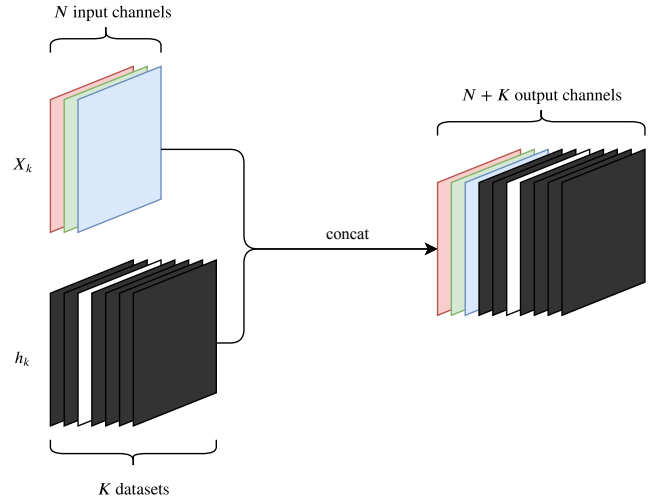 N input channels
N + K output channels
X_k
concat
h_k
K datasets